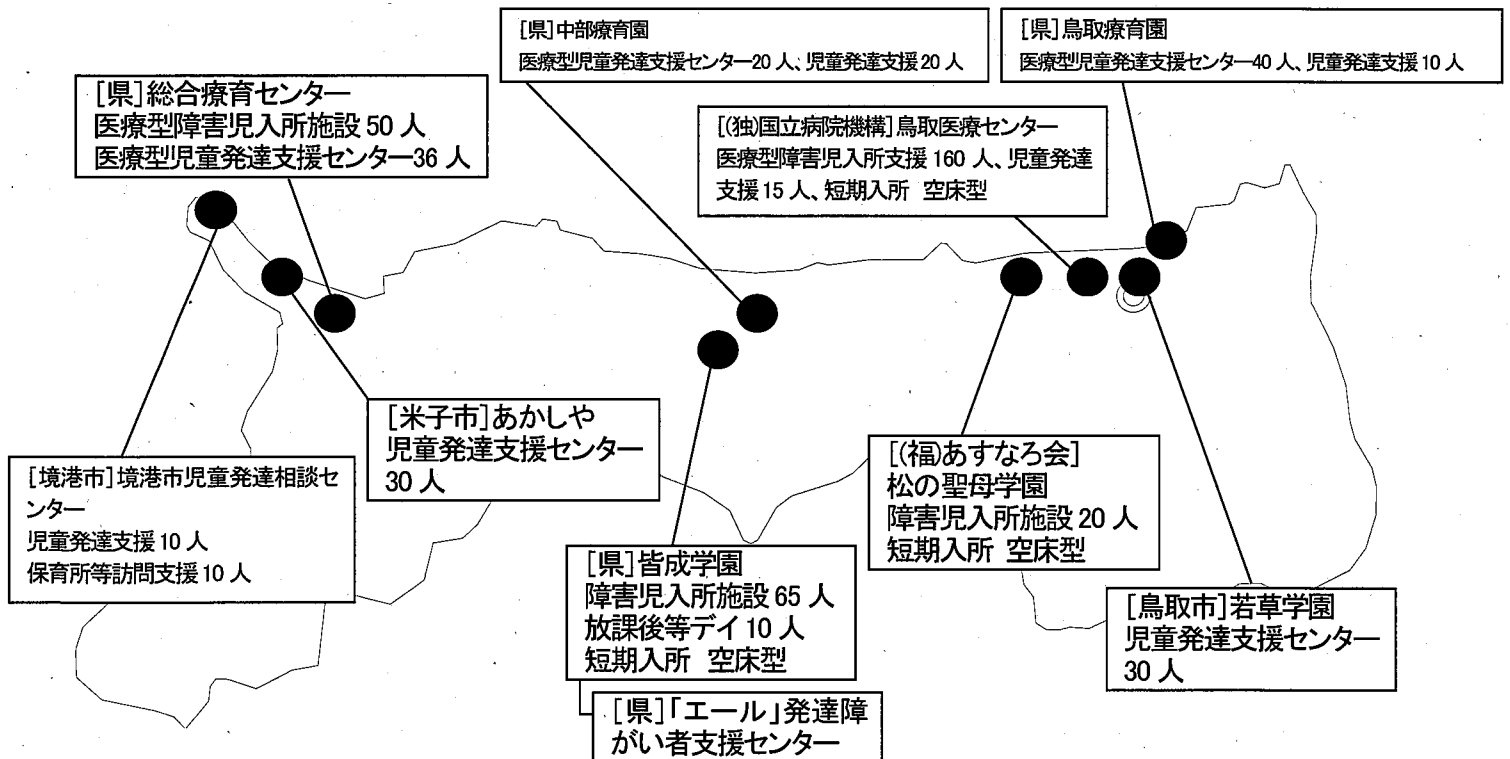 [県]中部療育園
医療型児童発達支援センター20人、児童発達支援20人
[県]鳥取療育園
医療型児童発達支援センター40人、児童発達支援10人
[県]総合療育センター
医療型障害児入所施設50人
医療型児童発達支援センター36人
[(独)国立病院機構]鳥取医療センター
医療型障害児入所支援160人、児童発達
支援15人、短期入所 空床型
[米子市]あかしや
児童発達支援センター
30人
[境港市]境港市児童発達相談セ
ンター
児童発達支援10人
保育所等訪問支援10人
[(福)あすなろ会]
松の聖母学園
障害児入所施設20人
短期入所 空床型
[県]皆成学園
障害児入所施設65人
放課後等デイ10人
短期入所 空床型
[鳥取市]若草学園
児童発達支援センター
30人
[県]「エール」発達障
がい者支援センター